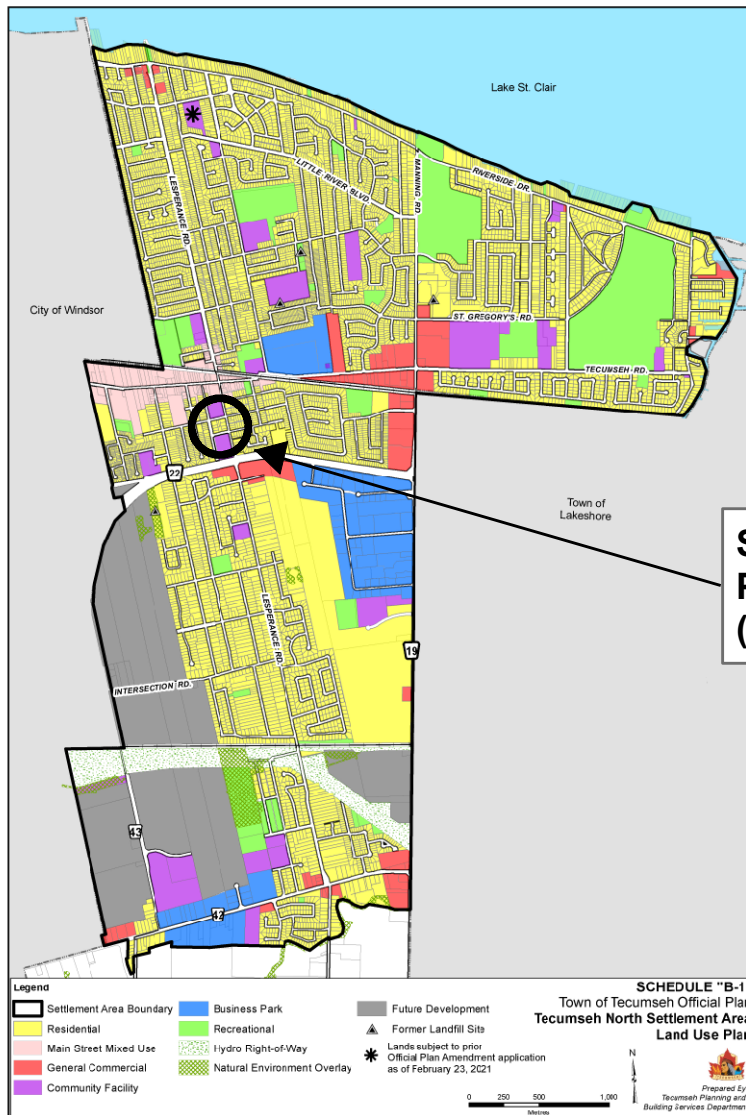 Lake St. Clair
RIVERSIDE DR.
LITTLE RIVER BLVD.
MANNING RD.
LESPERANCE RD.
City of Windsor
ST. GREGORY'S RD.
TECUMSEH RD.
22
Town of
Lakeshore
S
P
(
LESPERANCE RD.
19
INTERSECTION RD.
43
42
Legend
Settlement Area Boundary
Residential
Main Street Mixed Use
General Commercial
Community Facility
Business Park
Recreational
Hydro Right-of-Way
Natural Environment Overlay
Future Development
Former Landfill Site
Lands subject to prior
Official Plan Amendment application
as of February 23, 2021
SCHEDULE "B-1
Town of Tecumseh Official Plan
Tecumseh North Settlement Area
Land Use Plan
N
S
Prepared By
Tecumseh Planning and
Building Services Department
0 250 500 1,000
Metres